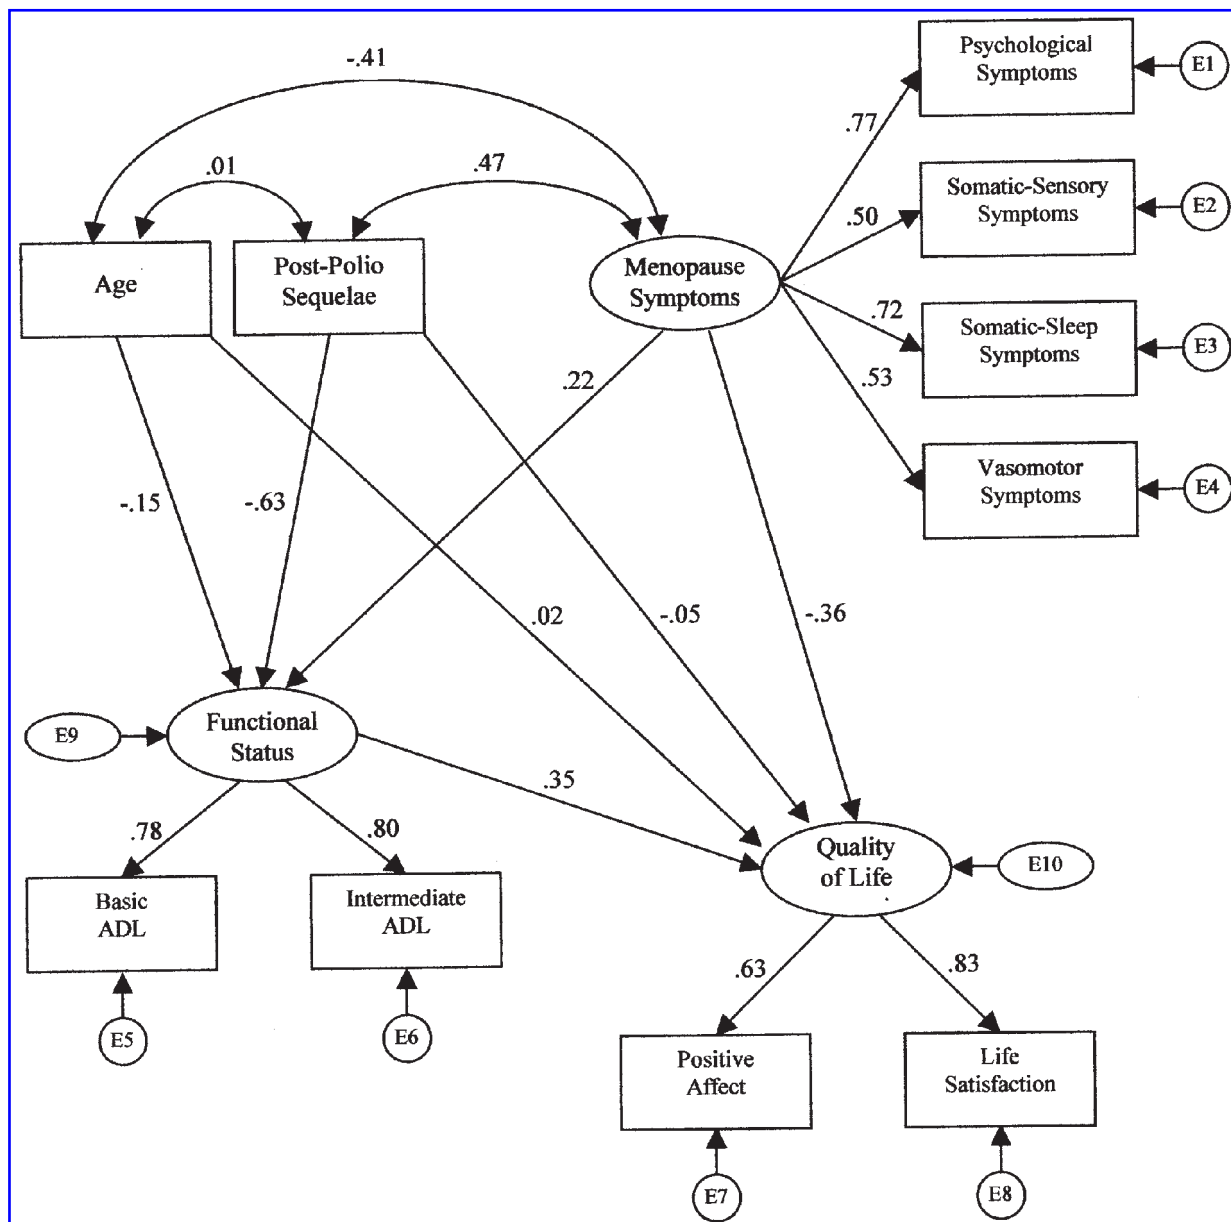 -.41
Psychological
Symptoms
E1
.77
.01
.47
Somatic-Sensory
Symptoms
E2
.50
Age
Post-Polio
Sequelae
Menopause
Symptoms
.72
Somatic-Sleep
Symptoms
E3
.53
.22
Vasomotor
Symptoms
E4
-.15
-.63
.02
-.05
-.36
E9
Functional
Status
.35
.78
.80
Quality
of Life
E10
Basic
ADL
Intermediate
ADL
.63
.83
E5
E6
Positive
Affect
Life
Satisfaction
E7
E8